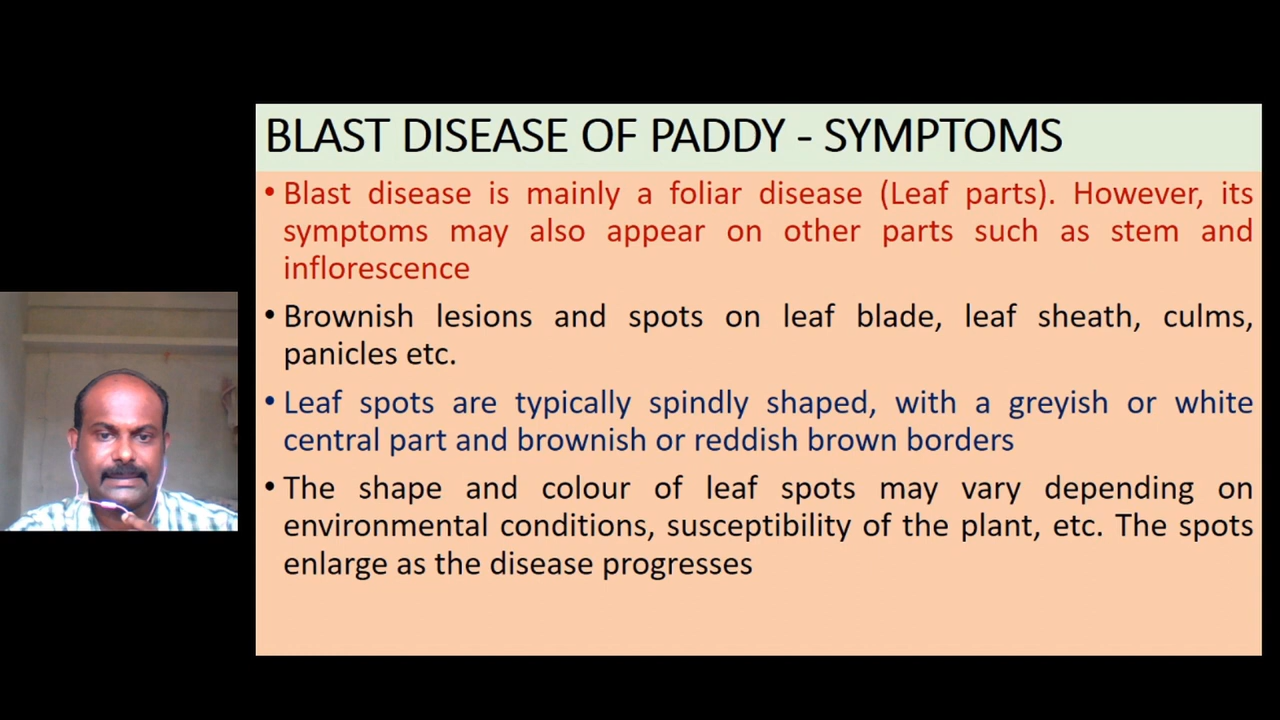 BLAST DISEASE OF PADDY - SYMPTOMS
• Blast disease is mainly a foliar disease (Leaf parts). However, its
symptoms may also appear on other parts such as stem and
inflorescence
• Brownish lesions and spots on leaf blade, leaf sheath, culms,
panicles etc.
• Leaf spots are typically spindly shaped, with a greyish or white
central part and brownish or reddish brown borders
• The shape and colour of leaf spots may vary depending on
environmental conditions, susceptibility of the plant, etc. The spots
enlarge as the disease progresses